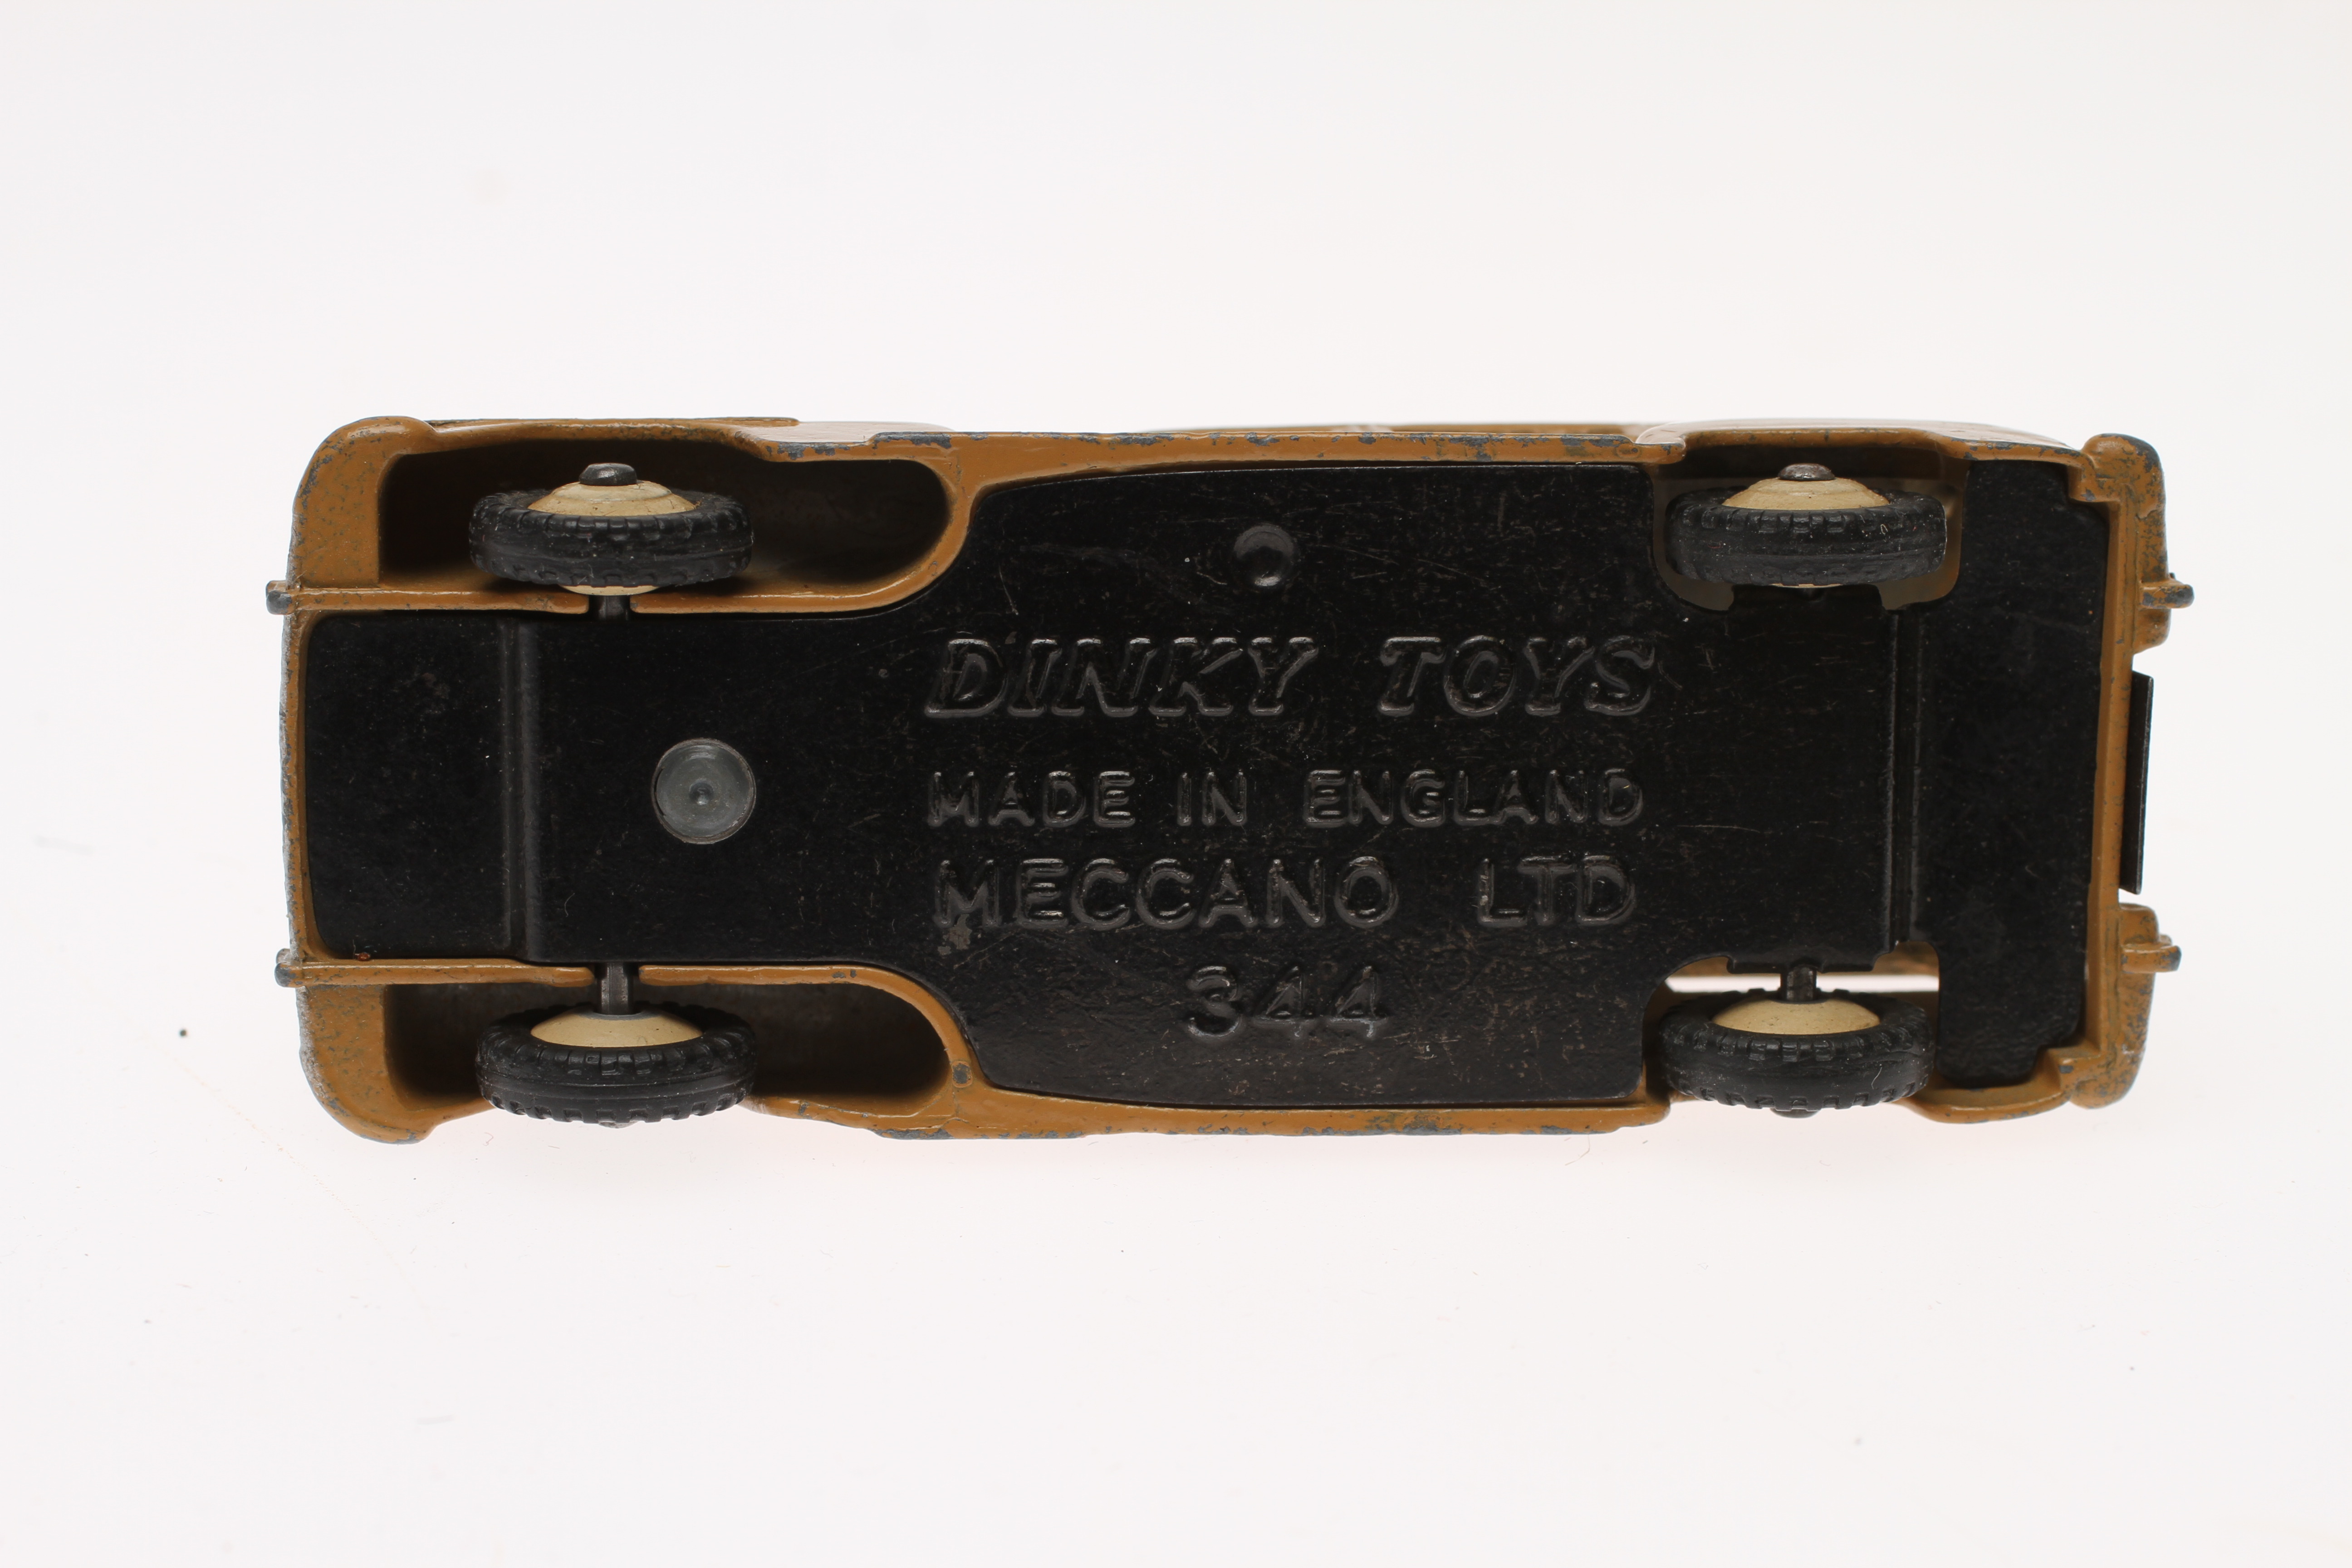 DINKY TOYS
MADE IN ENGLAND
MECCANO LTD
344